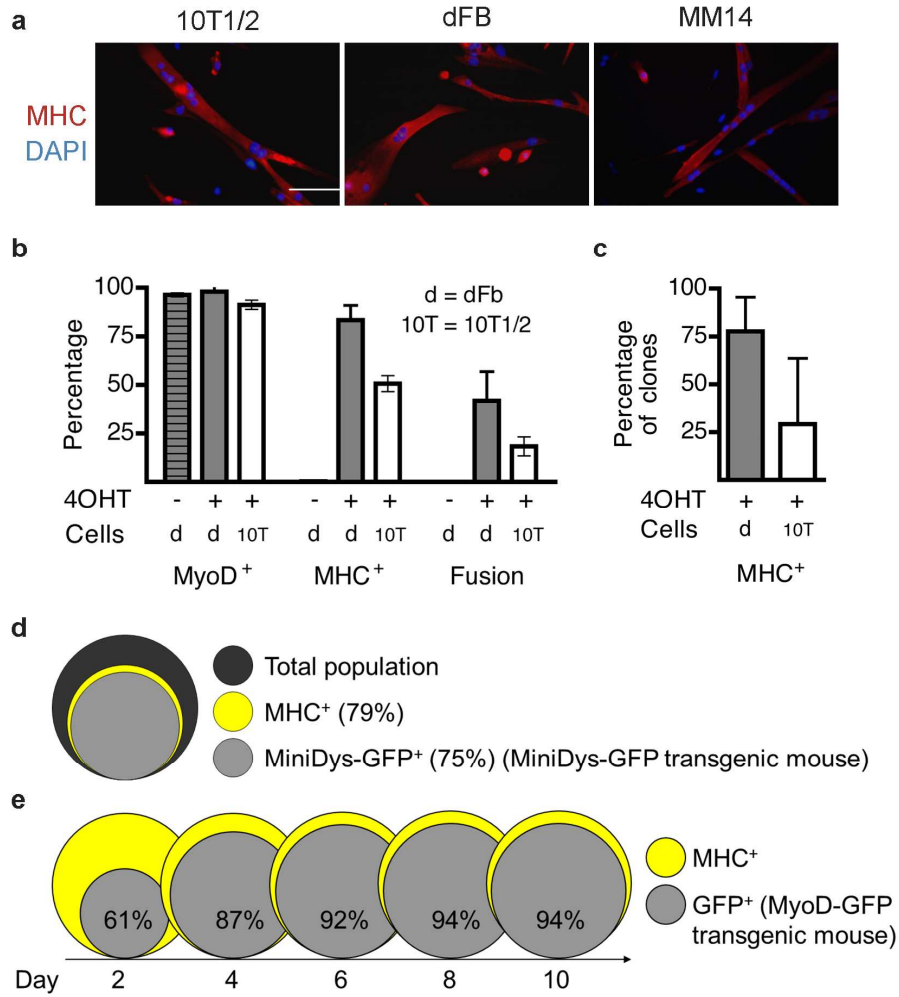 a
10T1/2 dFB MM14
MHC
DAPI
b
100
75
50
25
Percentage
d = dFb
10T = 10T1/2
4OHT - + + - + + - + +
Cells d d 10T d d 10T d d 10T
MyoD+ MHC+ Fusion
c
100
75
50
25
Percentage
of clones
4OHT + +
Cells d 10T
MHC+
d
Total population
MHC+ (79%)
MiniDys-GFP+ (75%) (MiniDys-GFP transgenic mouse)
e
61% 87% 92% 94% 94%
MHC+
GFP+ (MyoD-GFP
transgenic mouse)
Day 2 4 6 8 10